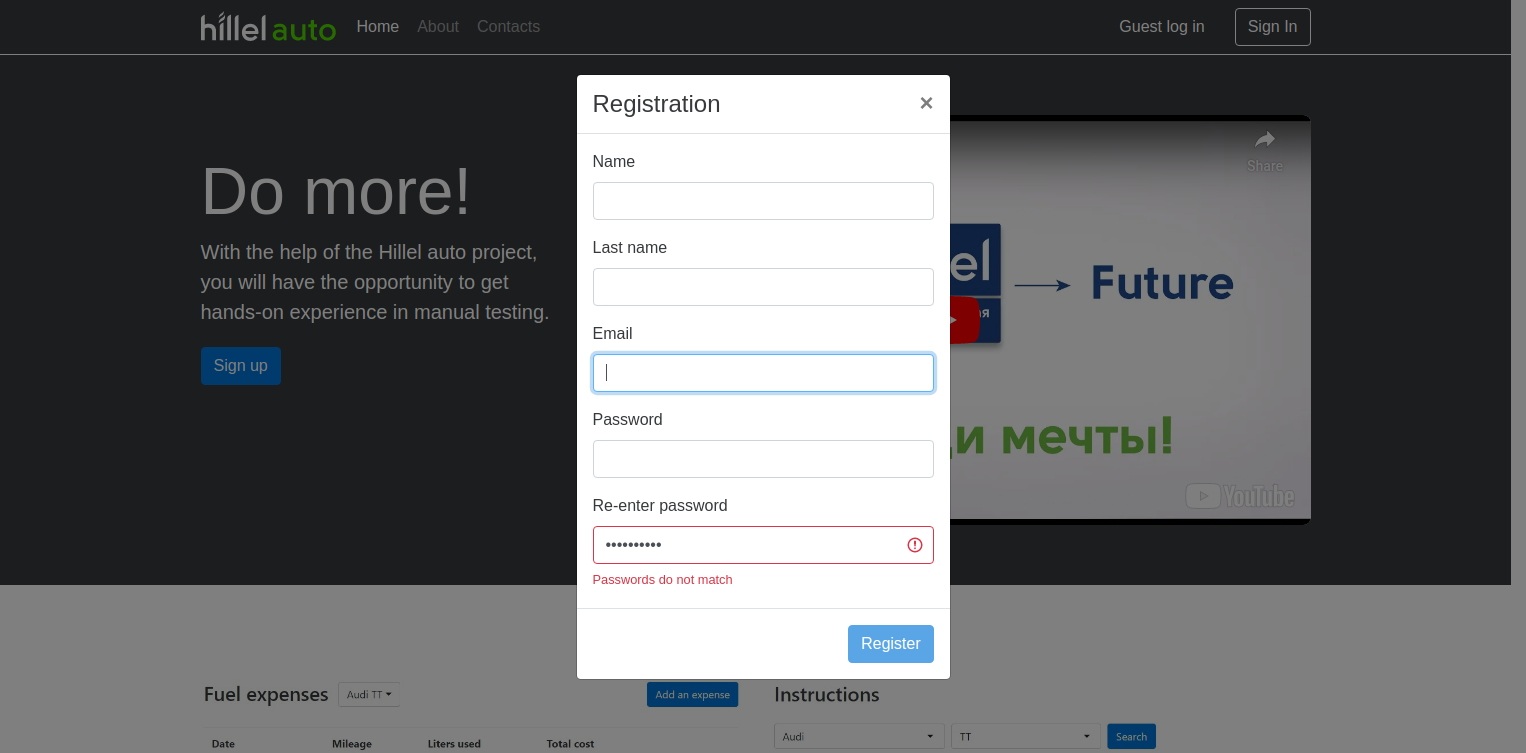 hillel auto Home About Contacts Guest log in Sign In
Registration ×
Name
Last name
Email
Password
Re-enter password
••••••••••
Passwords do not match
Register
Do more!
With the help of the Hillel auto project,
you will have the opportunity to get
hands-on experience in manual testing.
Sign up
Share
el
Future
ая
и мечты!
YouTube
Fuel expenses Audi TT Add an expense
Date Mileage Liters used Total cost
Instructions
Audi TT Search